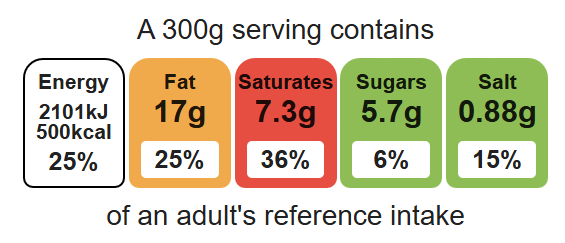 A 300g serving contains
Energy
2101kJ
500kcal
25%
Fat
17g
25%
Saturates
7.3g
36%
Sugars
5.7g
6%
Salt
0.88g
15%
of an adult's reference intake